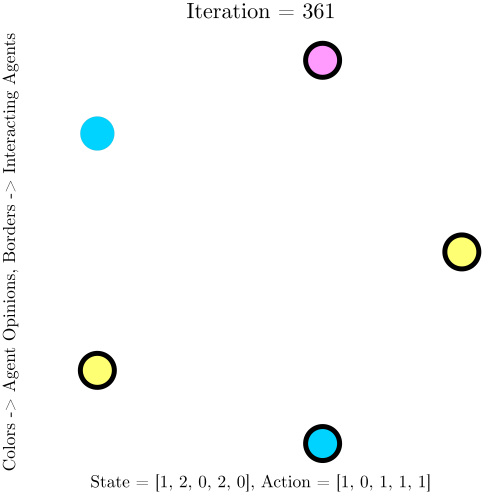 Iteration = 361
Colors -> Agent Opinions, Borders -> Interacting Agents
State = [1, 2, 0, 2, 0], Action = [1, 0, 1, 1, 1]